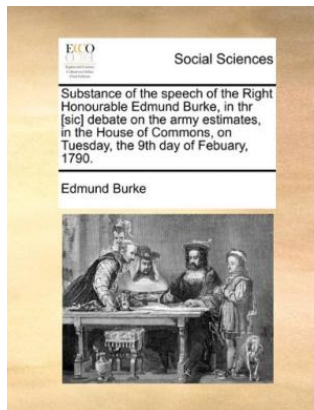 ECCO
Social Sciences
Substance of the speech of the Right
Honourable Edmund Burke, in thr
[sic] debate on the army estimates,
in the House of Commons, on
Tuesday, the 9th day of Febuary,
1790.
Edmund Burke